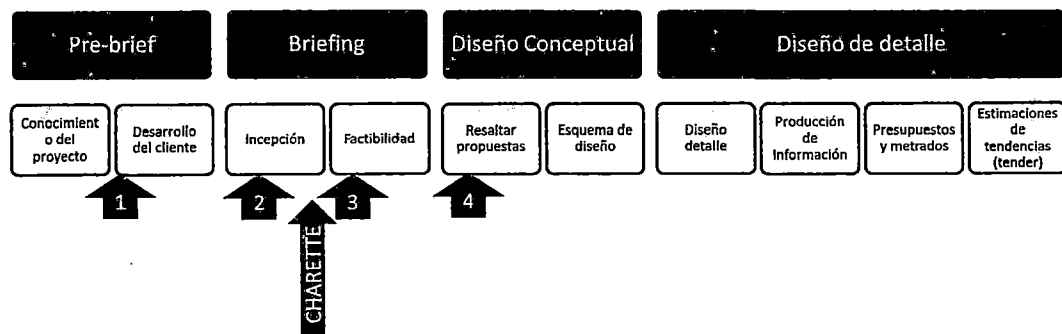 Pre-brief
Briefing
Diseño Conceptual
Diseño de detalle
Conocimient
o del
proyecto
Desarrollo
del cliente
Incepción
Factibilidad
Resaltar
propuestas
Esquema de
diseño
Diseño
detalle
Producción
de
Información
Presupuestos
y metrados
Estimaciones
de
tendencias
(tender)
1
2
3
4
CHARETTE